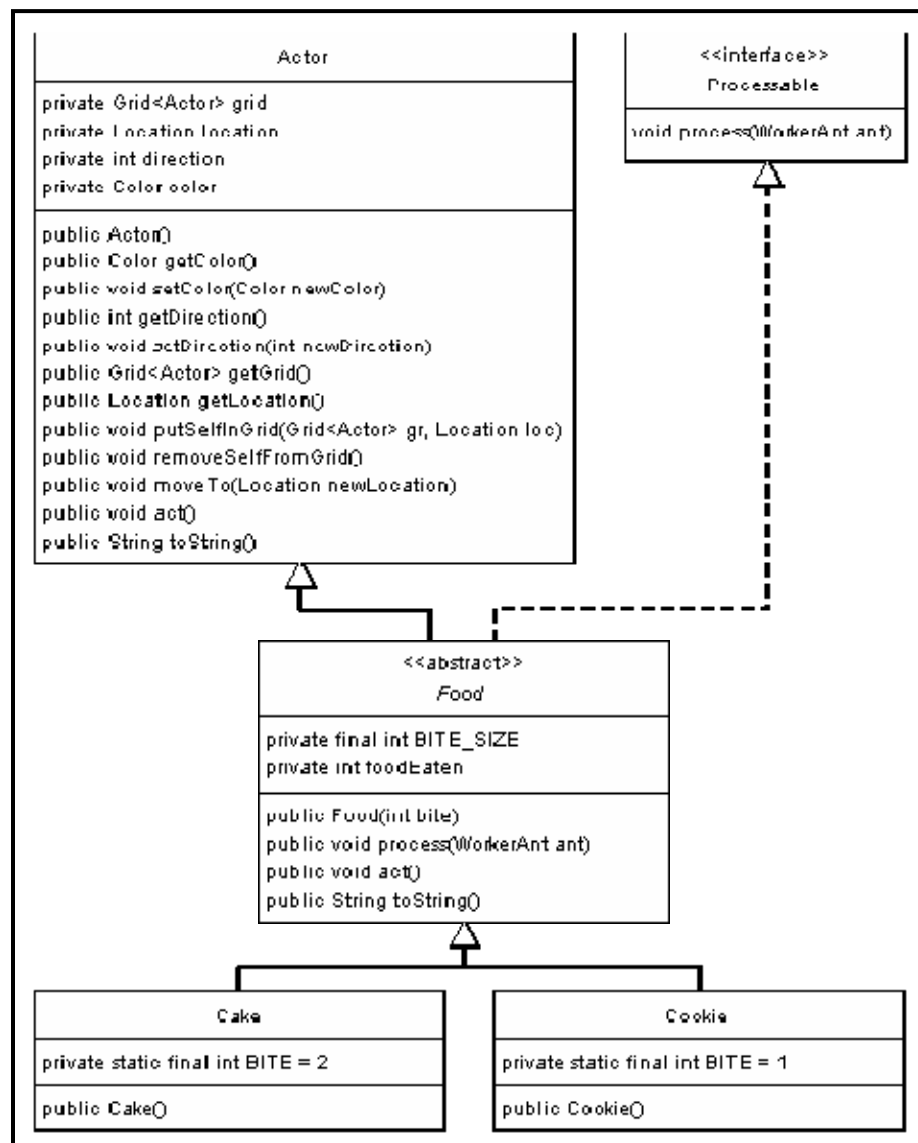 Actor
private Grid<Actor> grid
private Location location
private int direction
private Color color
public Actor()
public Color getColor()
public void setColor(Color newColor)
public int getDirection()
public void setDirection(int newDirection)
public Grid<Actor> getGrid()
public Location getLocation()
public void putSelfInGrid(Grid<Actor> gr, Location loc)
public void removeSelfFromGrid()
public void moveTo(Location newLocation)
public void act()
public String toString()
<<interface>>
Processable
void process(WorkerAnt ant)
<<abstract>>
Food
private final int BITE_SIZE
private int foodEaten
public Food(int bite)
public void process(WorkerAnt ant)
public void act()
public String toString()
Cake
private static final int BITE = 2
public Cake()
Cookie
private static final int BITE = 1
public Cookie()